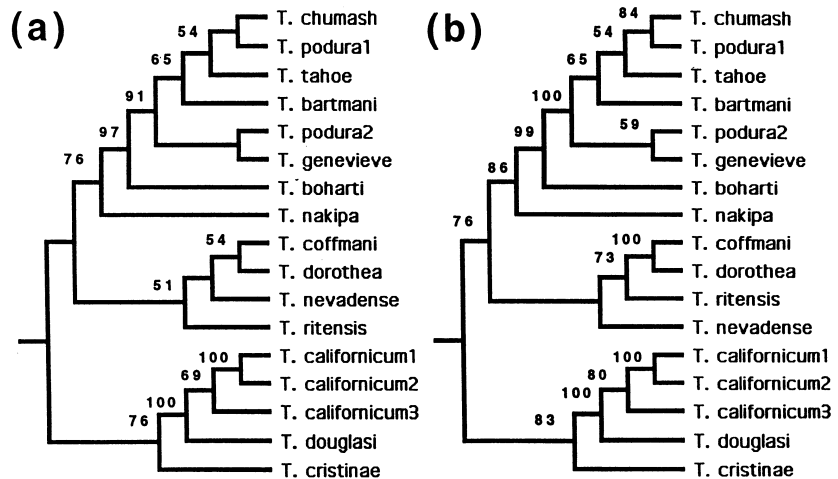 (a)
54
65
91
97
76
54
51
100
69
100
76
T. chumash
T. podura1
T. tahoe
T. bartmani
T. podura2
T. genevieve
T. boharti
T. nakipa
T. coffmani
T. dorothea
T. nevadense
T. ritensis
T. californicum1
T. californicum2
T. californicum3
T. douglasi
T. cristinae
(b)
84
54
65
100
59
99
86
76
100
73
100
80
100
83
T. chumash
T. podura1
T. tahoe
T. bartmani
T. podura2
T. genevieve
T. boharti
T. nakipa
T. coffmani
T. dorothea
T. ritensis
T. nevadense
T. californicum1
T. californicum2
T. californicum3
T. douglasi
T. cristinae